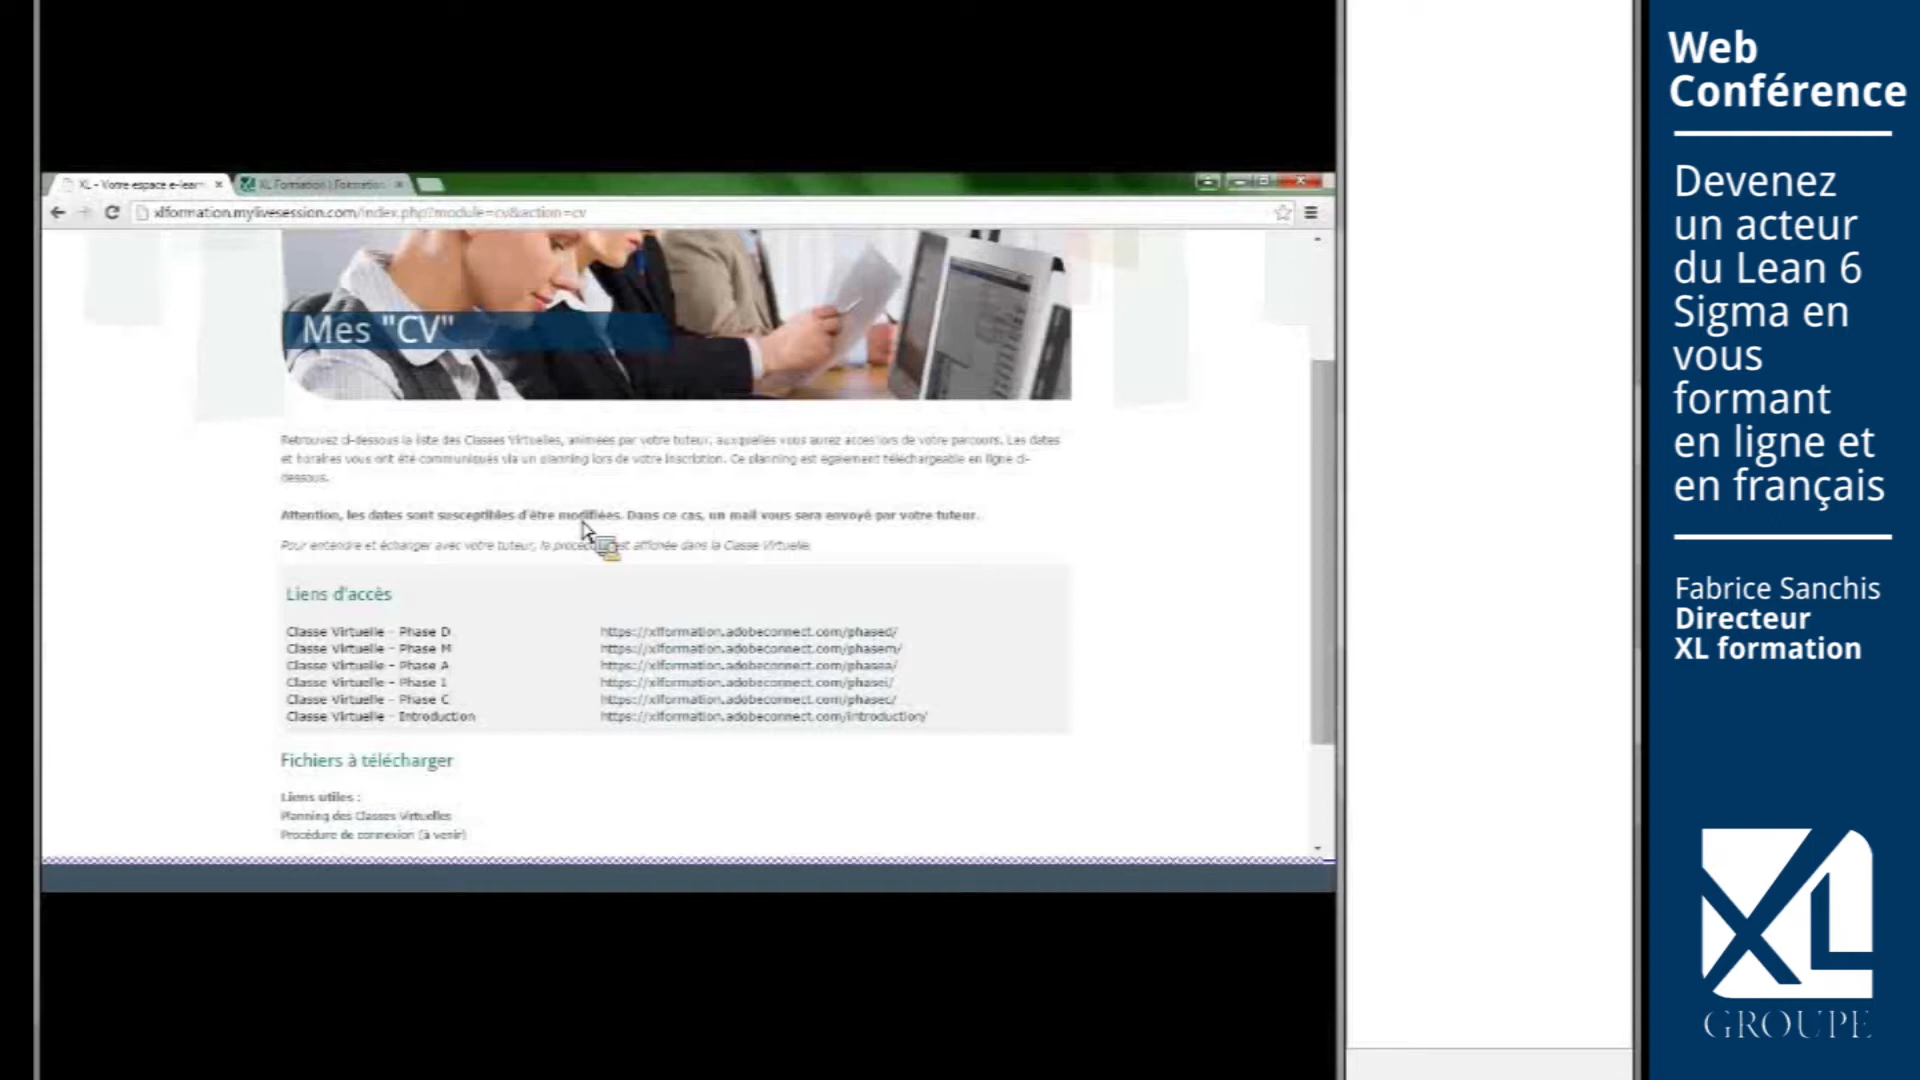 XL - Votre espace e-learn
XL Formation | Formation
xlformation.mylivesession.com/index.php?module=cv&action=cv
Mes "CV"
Retrouvez ci-dessous la liste des Classes Virtuelles, animées par votre tuteur, auxquelles vous aurez accès lors de votre parcours. Les dates
et horaires vous ont été communiqués via un planning lors de votre inscription. Ce planning est également téléchargeable en ligne ci-
dessous.
Attention, les dates sont susceptibles d'être modifiées. Dans ce cas, un mail vous sera envoyé par votre tuteur.
Pour entendre et échanger avec votre tuteur, la est affichée dans la Classe Virtuelle.
Liens d'accès
Classe Virtuelle - Phase D https://xlformation.adobeconnect.com/phased/
Classe Virtuelle - Phase M https://xlformation.adobeconnect.com/phasem/
Classe Virtuelle - Phase A https://xlformation.adobeconnect.com/phasea/
Classe Virtuelle - Phase I https://xlformation.adobeconnect.com/phasei/
Classe Virtuelle - Phase C https://xlformation.adobeconnect.com/phasec/
Classe Virtuelle - Introduction https://xlformation.adobeconnect.com/introduction/
Fichiers à télécharger
Liens utiles :
Planning des Classes Virtuelles
Procédure de connexion (à venir)
Web
Conférence
Devenez
un acteur
du Lean 6
Sigma en
vous
formant
en ligne et
en français
Fabrice Sanchis
Directeur
XL formation
XL
GROUPE